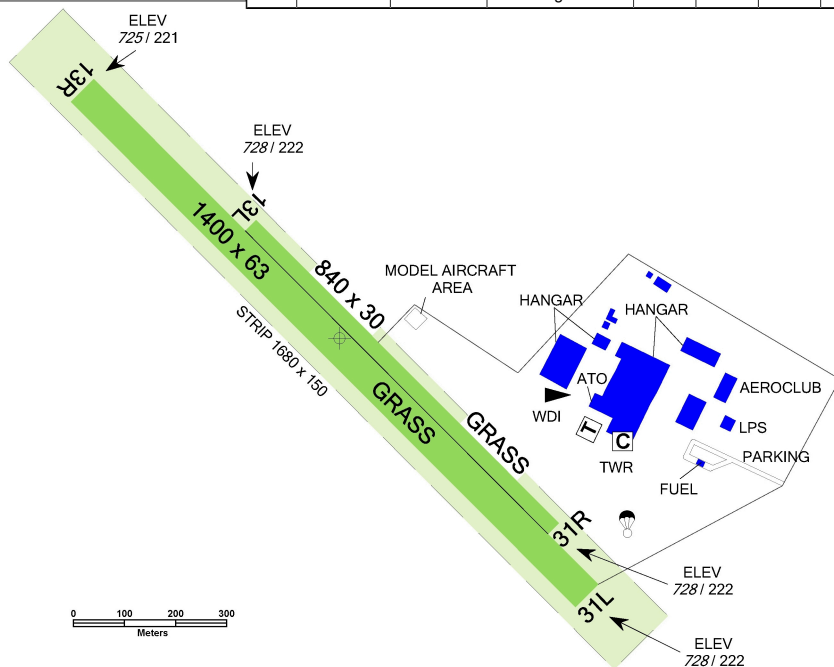 ELEV
725 / 221
13R
ELEV
728 / 222
13L
1400 x 63
840 x 30
MODEL AIRCRAFT
AREA
STRIP 1680 x 150
HANGAR
HANGAR
ATO
AEROCLUB
WDI
GRASS
GRASS
T
C
LPS
TWR
PARKING
FUEL
31R
ELEV
728 / 222
31L
0 100 200 300
Meters
ELEV
728 / 222